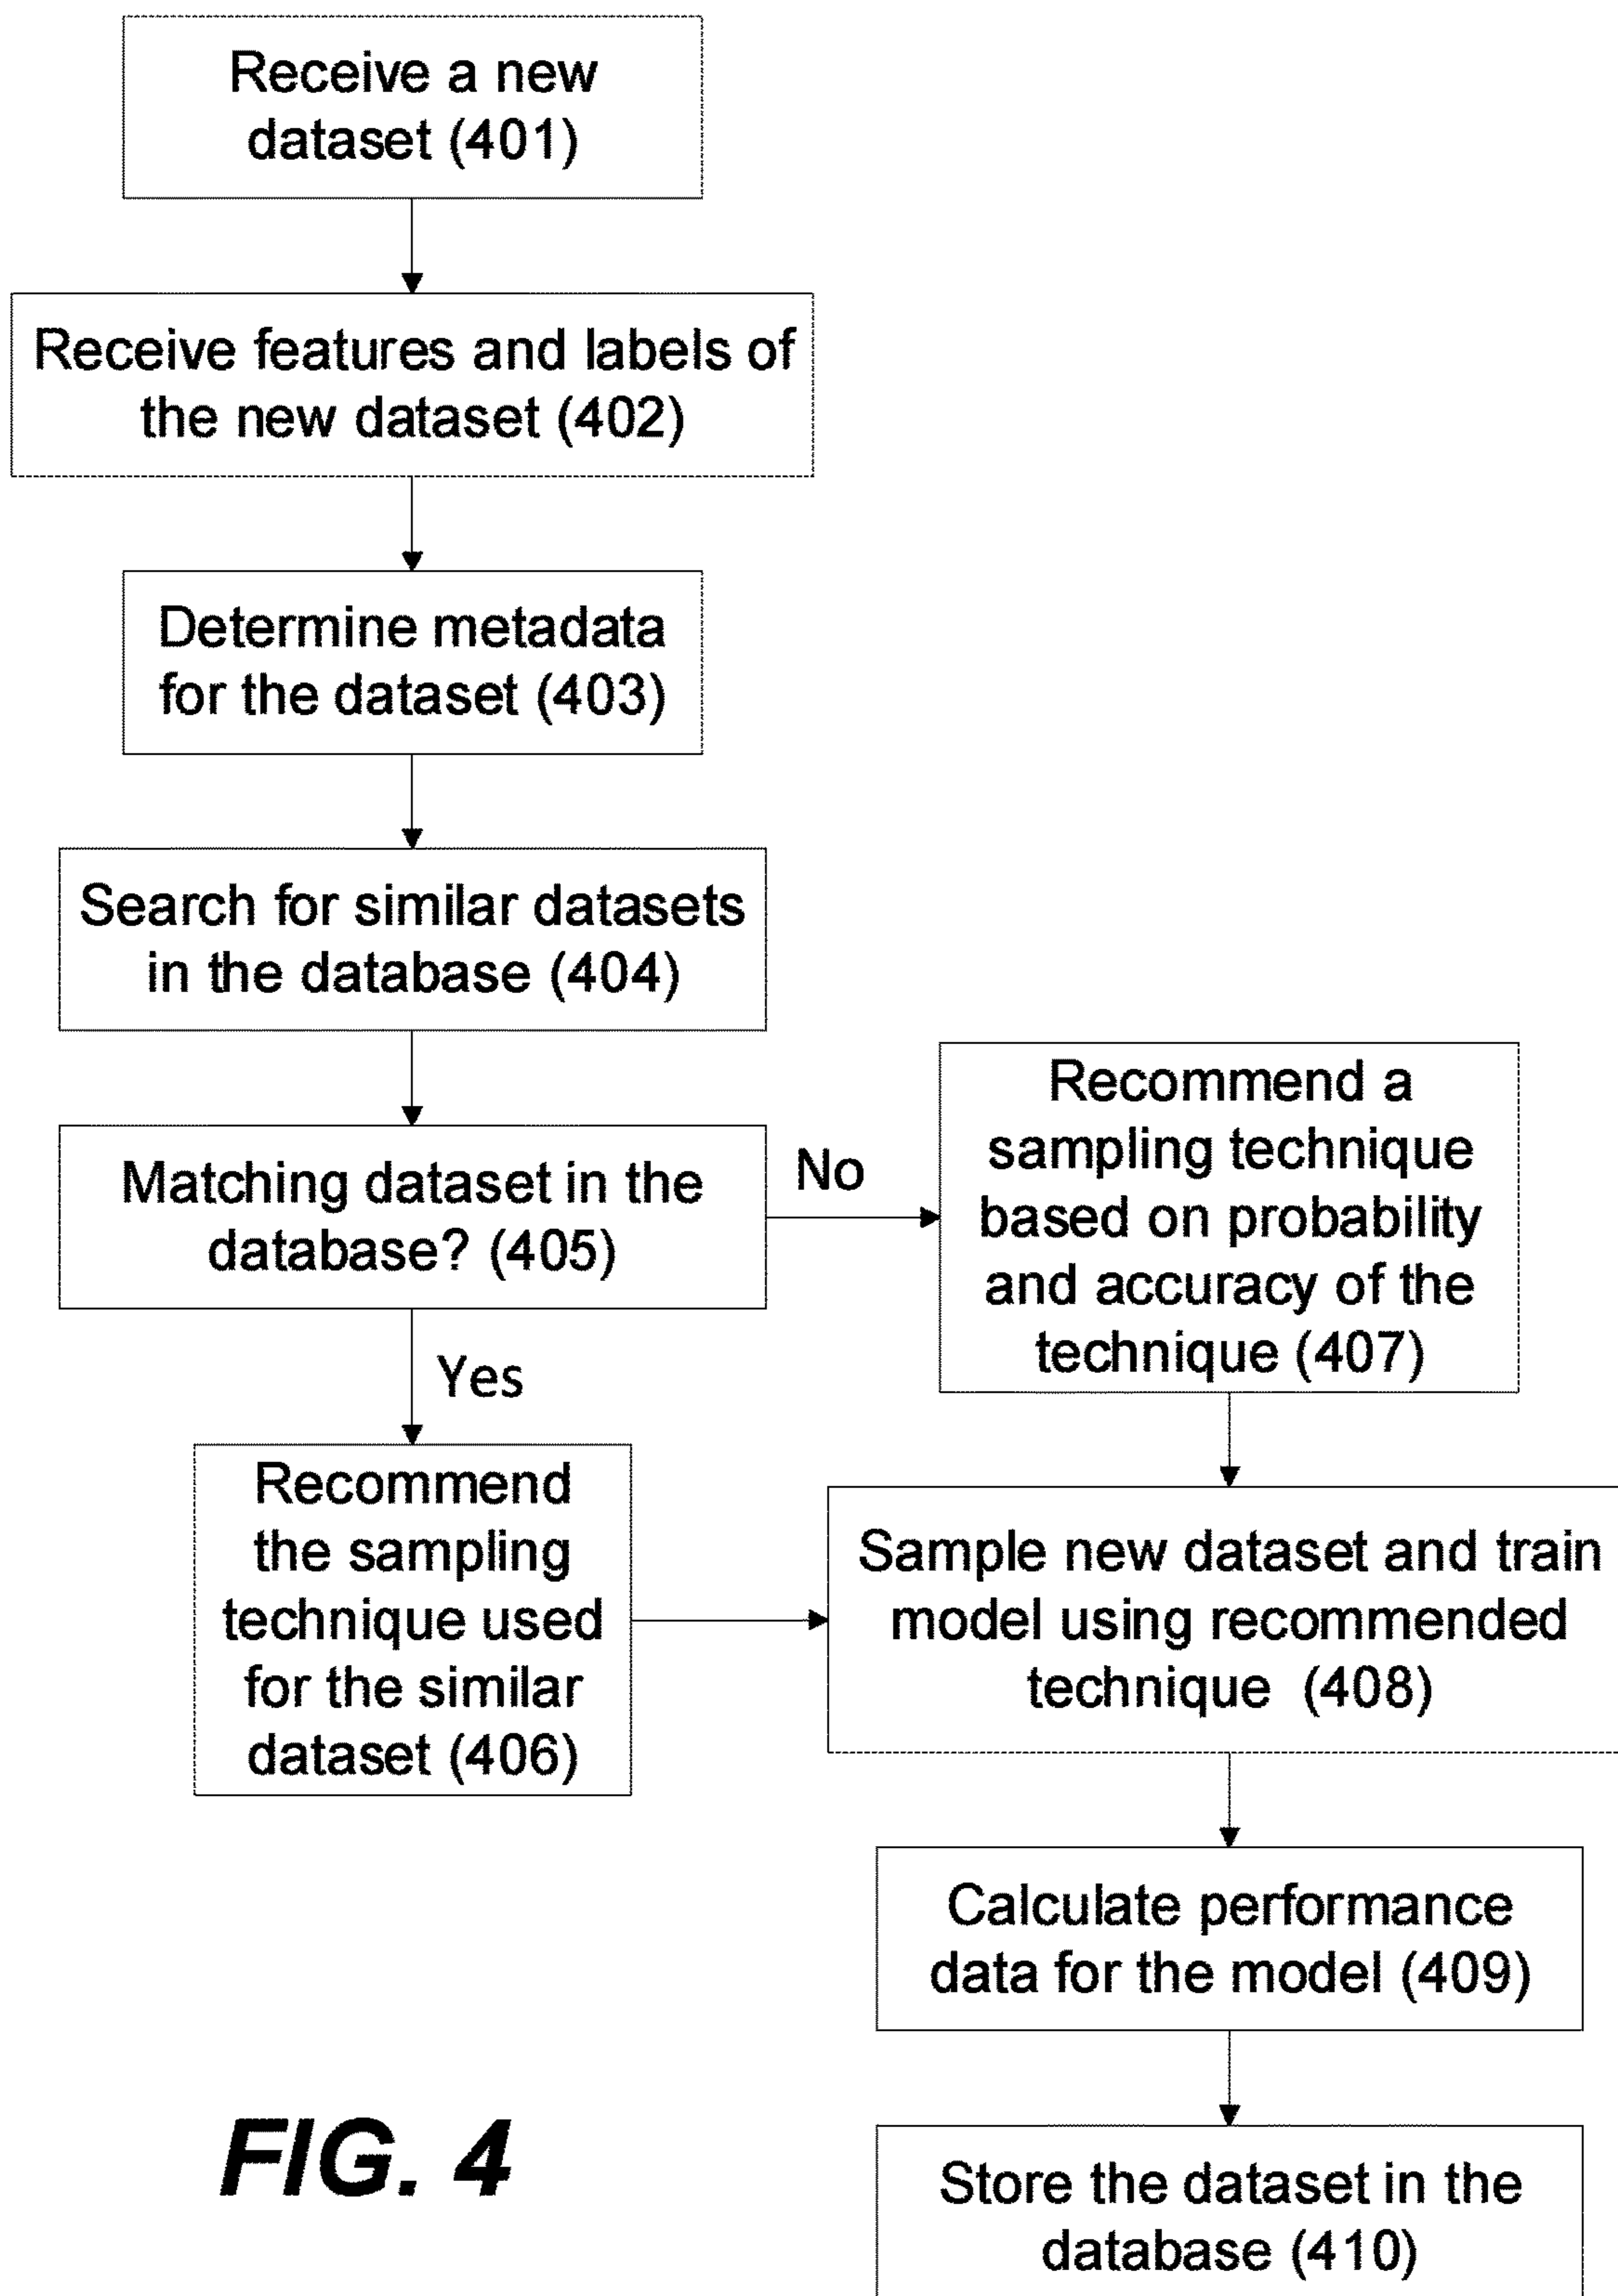 Receive a new
dataset (401)
Receive features and labels of
the new dataset (402)
Determine metadata
for the dataset (403)
Search for similar datasets
in the database (404)
Matching dataset in the
database? (405)
No
Recommend a
sampling technique
based on probability
and accuracy of the
technique (407)
Yes
Recommend
the sampling
technique used
for the similar
dataset (406)
Sample new dataset and train
model using recommended
technique (408)
Calculate performance
data for the model (409)
Store the dataset in the
database (410)
FIG. 4